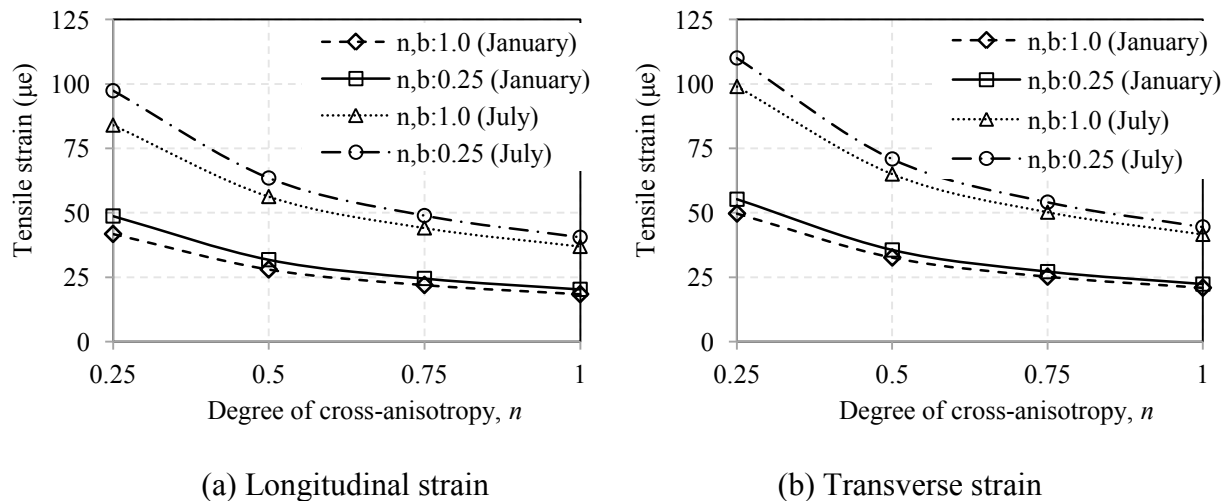 125
100
75
50
25
0
Tensile strain (μe)
n,b:1.0 (January)
n,b:0.25 (January)
n,b:1.0 (July)
n,b:0.25 (July)
0.25 0.5 0.75 1
Degree of cross-anisotropy, n
(a) Longitudinal strain
125
100
75
50
25
0
Tensile strain (μe)
n,b:1.0 (January)
n,b:0.25 (January)
n,b:1.0 (July)
n,b:0.25 (July)
0.25 0.5 0.75 1
Degree of cross-anisotropy, n
(b) Transverse strain